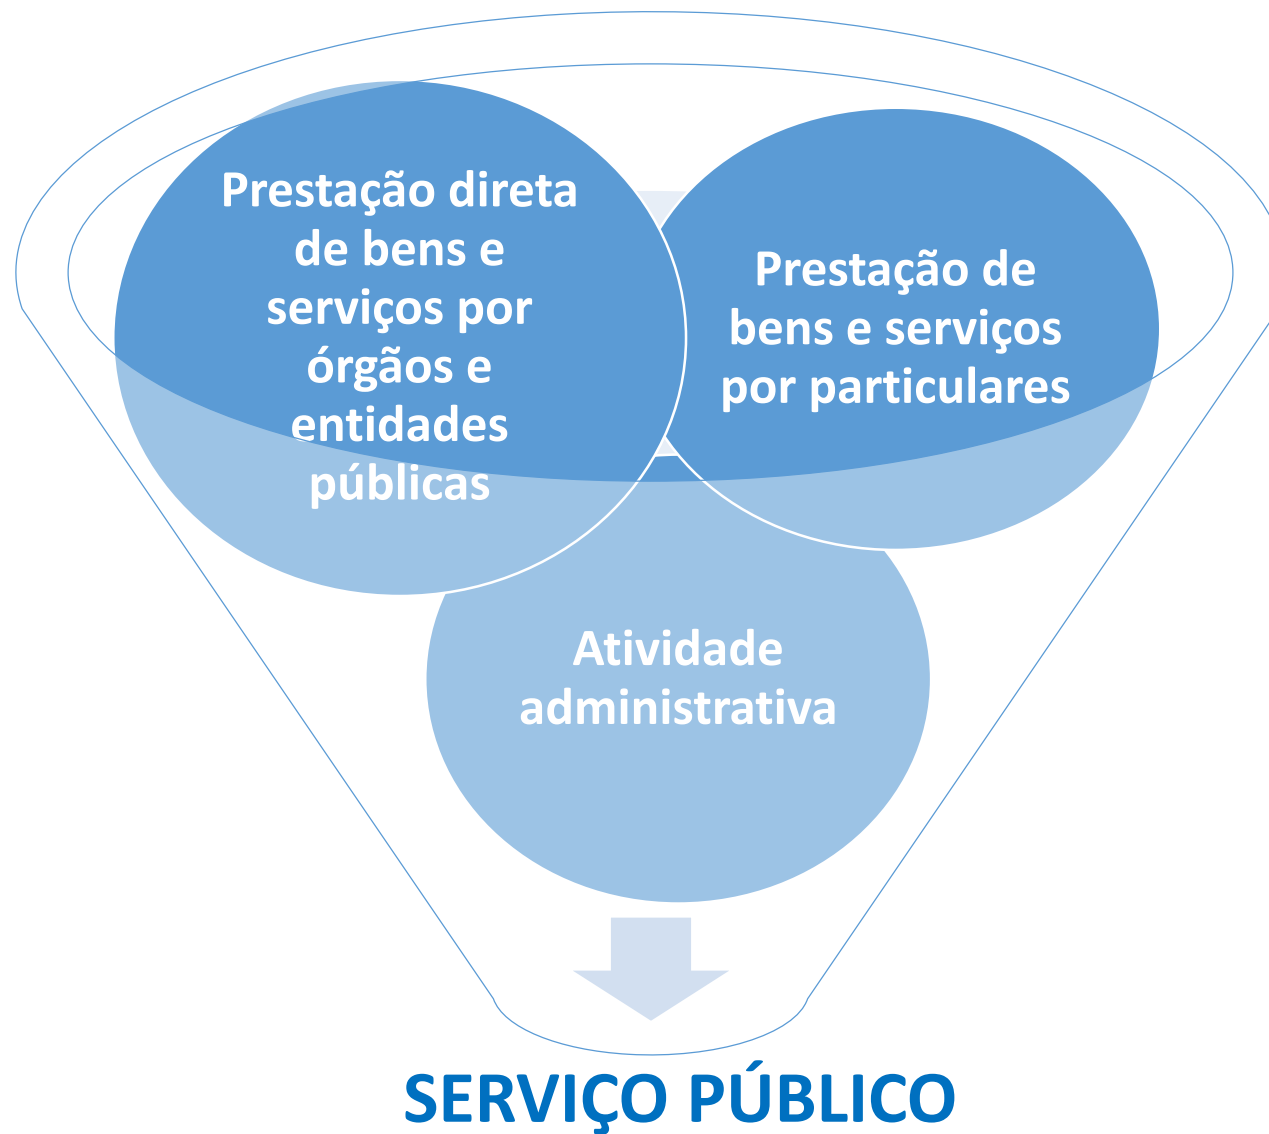 Prestação direta
de bens e
serviços por
órgãos e
entidades
públicas
Prestação de
bens e serviços
por particulares
Atividade
administrativa
SERVIÇO PÚBLICO